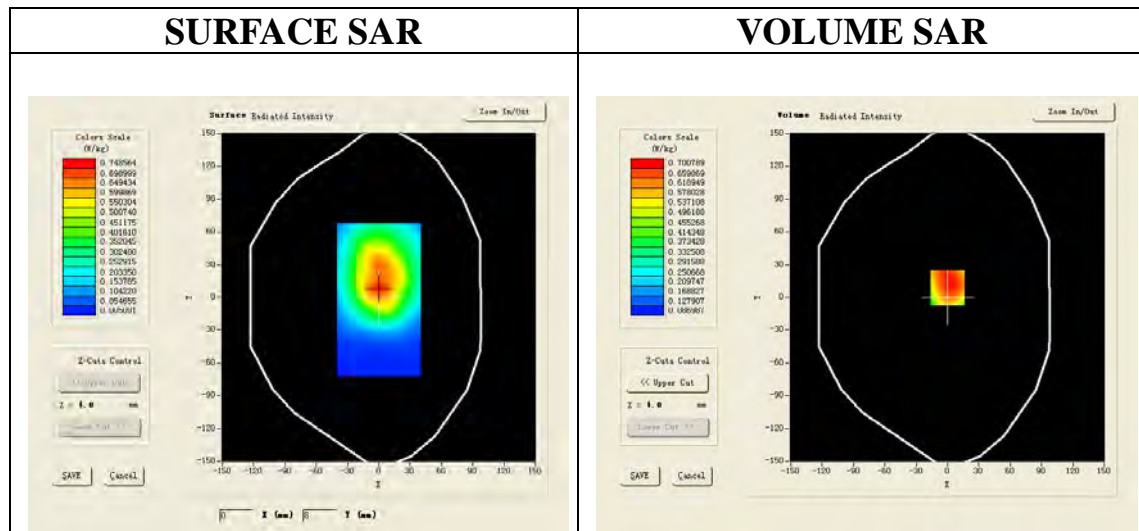 SURFACE SAR
VOLUME SAR
Surface Radiated Intensity
Zoom In/Out
Colors Scale
(W/kg)
0.748564
0.698999
0.649434
0.599869
0.550304
0.500740
0.451175
0.401610
0.352045
0.302480
0.252915
0.203350
0.153785
0.104220
0.054655
0.005091
150
120
90
60
30
0
-30
-60
-90
-120
-150
Y
-150 -120 -90 -60 -30 0 30 60 90 120 150
X
Z-Cuts Control
Z = 4.0 mm
SAVE Cancel
0 X (mm) 8 Y (mm)
Volume Radiated Intensity
Zoom In/Out
Colors Scale
(W/kg)
0.700789
0.659869
0.618949
0.578028
0.537108
0.496188
0.455268
0.414348
0.373428
0.332508
0.291588
0.250668
0.209747
0.168827
0.127907
0.086987
150
120
90
60
30
0
-30
-60
-90
-120
-150
Y
-150 -120 -90 -60 -30 0 30 60 90 120 150
X
Z-Cuts Control
<< Upper Cut
Z = 4.0 mm
SAVE Cancel